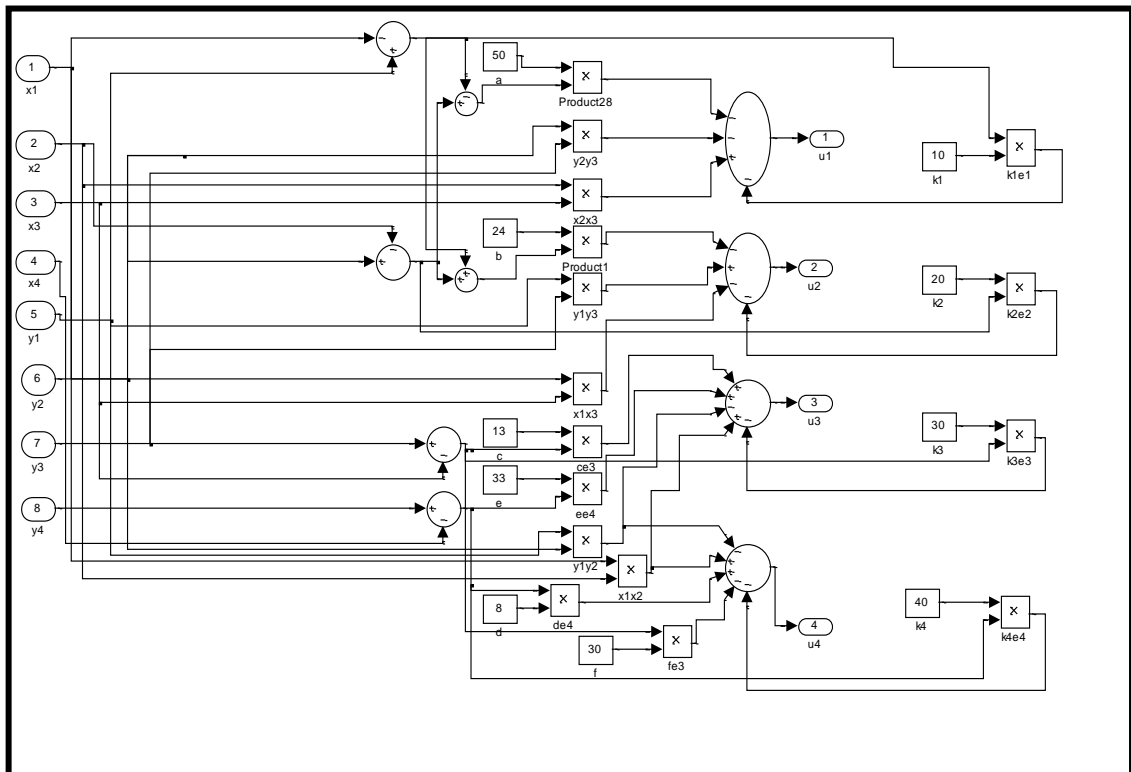 1
x1
2
x2
3
x3
4
x4
5
y1
6
y2
7
y3
8
y4
50
a
Product28
y2y3
x2x3
24
b
Product1
y1y3
x1x3
13
c
ce3
33
e
ee4
y1y2
x1x2
8
d
de4
30
f
fe3
1
u1
2
u2
3
u3
4
u4
10
k1
k1e1
20
k2
k2e2
30
k3
k3e3
40
k4
k4e4